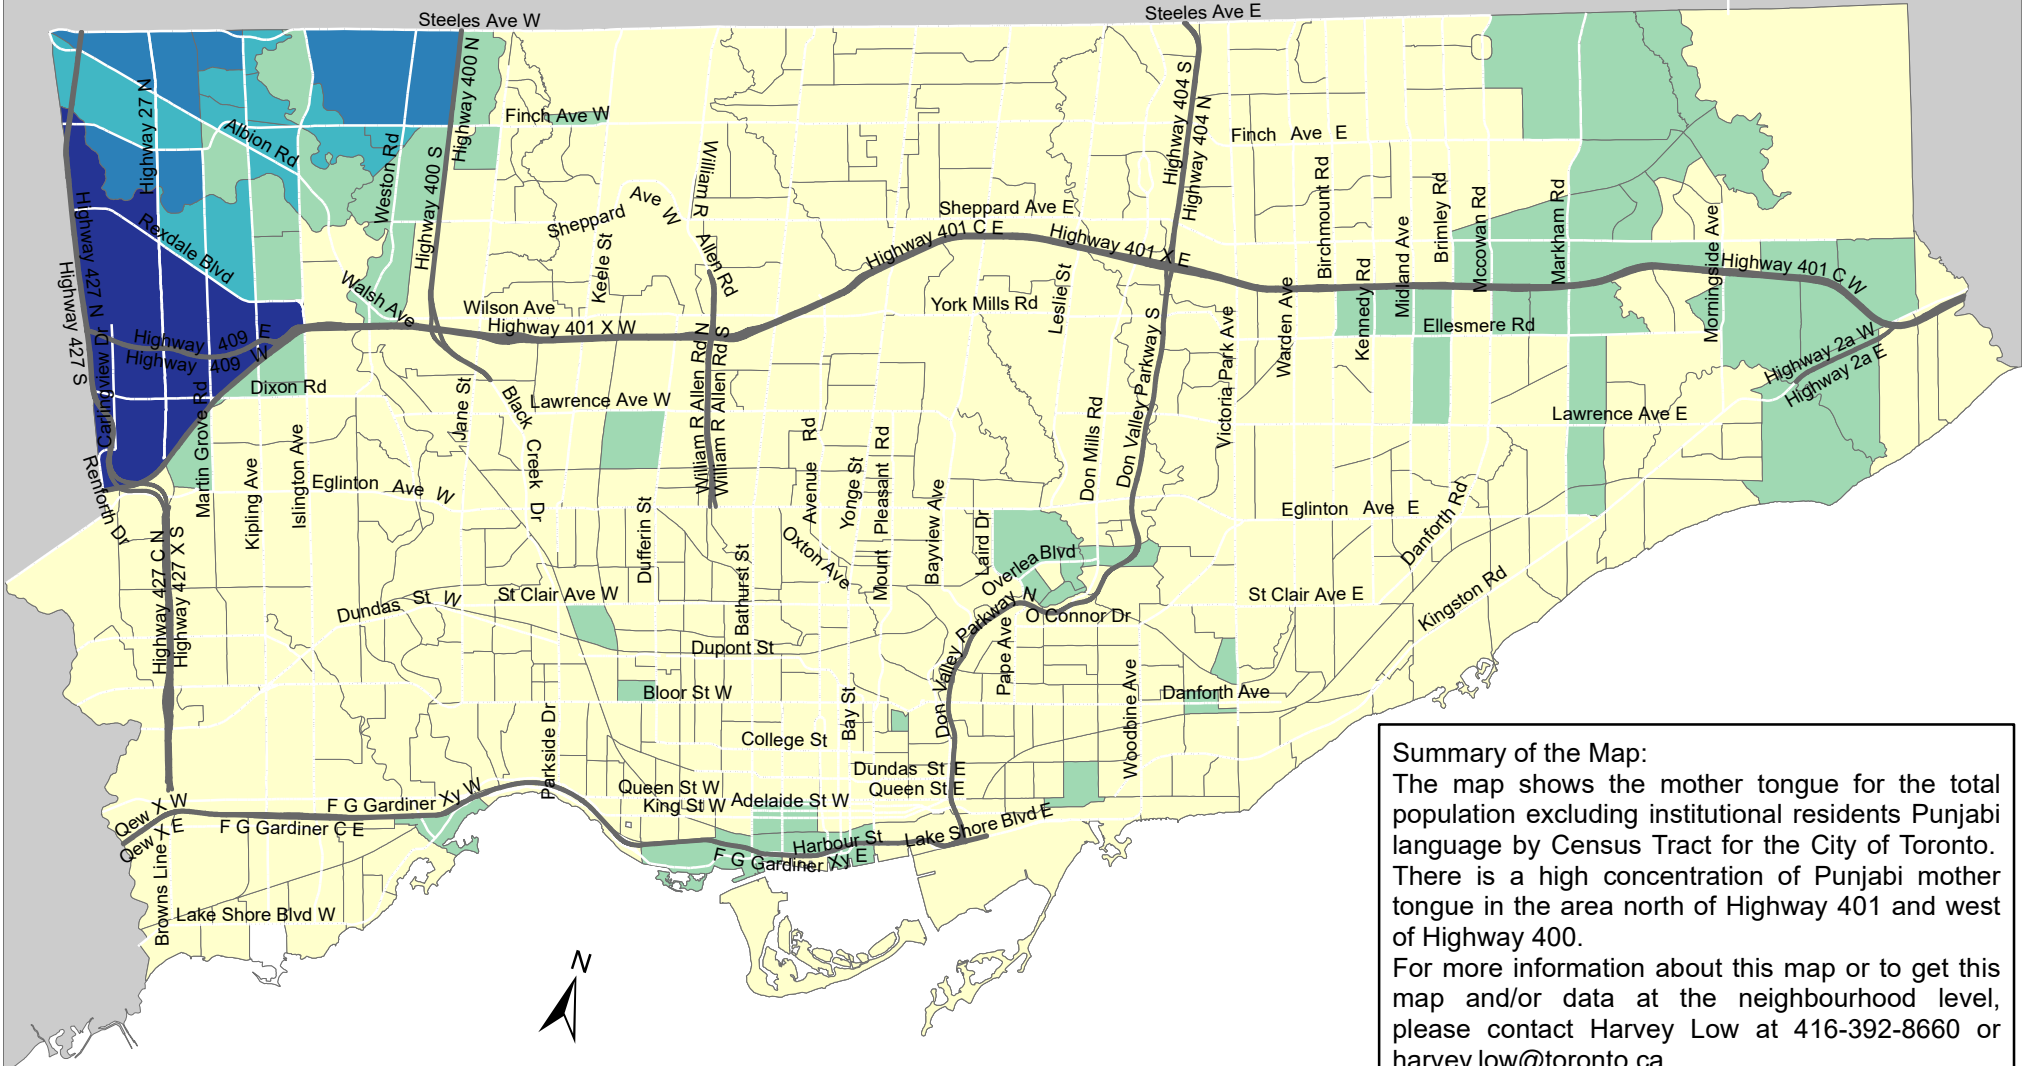 Steeles Ave W
Steeles Ave E
Highway 400 N
Highway 404 S
Highway 27 N
Finch Ave W
Highway 404 N
Albion Rd
Finch Ave E
Weston Rd
Highway 400 S
William R Allen Rd
Sheppard Ave W
Sheppard Ave E
Birchmount Rd
Midland Ave
Brimley Rd
Mccowan Rd
Markham Rd
Morningside Ave
Highway 427 N
Rexdale Blvd
Highway 427 S
Walsh Ave
Keele St
Highway 401 C E
Highway 401 X E
Highway 401 C W
Wilson Ave
Highway 401 X W
York Mills Rd
Leslie St
Kennedy Rd
Warden Ave
Ellesmere Rd
Highway 409 E
Highway 409 W
Carlingview Dr
Dixon Rd
Martin Grove Rd
Jane St
Black Creek Dr
Lawrence Ave W
William R Allen Rd N
William R Allen Rd S
Don Valley Parkway S
Victoria Park Ave
Highway 2a W
Highway 2a E
Lawrence Ave E
Renforth Dr
Kipling Ave
Islington Ave
Eglinton Ave W
Avenue Rd
Yonge St
Mount Pleasant Rd
Bayview Ave
Don Mills Rd
Eglinton Ave E
Danforth Rd
Highway 427 C N
Highway 427 X S
Dufferin St
Bathurst St
Oxton Ave
Laird Dr
Overlea Blvd
Dundas St W
St Clair Ave W
Don Valley Parkway N
O Connor Dr
St Clair Ave E
Kingston Rd
Dupont St
Pape Ave
Bloor St W
Bay St
Woodbine Ave
Danforth Ave
Parkside Dr
College St
Dundas St E
Queen St W
Queen St E
King St W
Adelaide St W
Qew X W
Qew X E
F G Gardiner Xy W
F G Gardiner C E
Harbour St
Lake Shore Blvd E
F G Gardiner Xy E
Browns Line
Lake Shore Blvd W
N
Summary of the Map:
The map shows the mother tongue for the total
population excluding institutional residents Punjabi
language by Census Tract for the City of Toronto.
There is a high concentration of Punjabi mother
tongue in the area north of Highway 401 and west
of Highway 400.
For more information about this map or to get this
map and/or data at the neighbourhood level,
please contact Harvey Low at 416-392-8660 or
harvey.low@toronto.ca